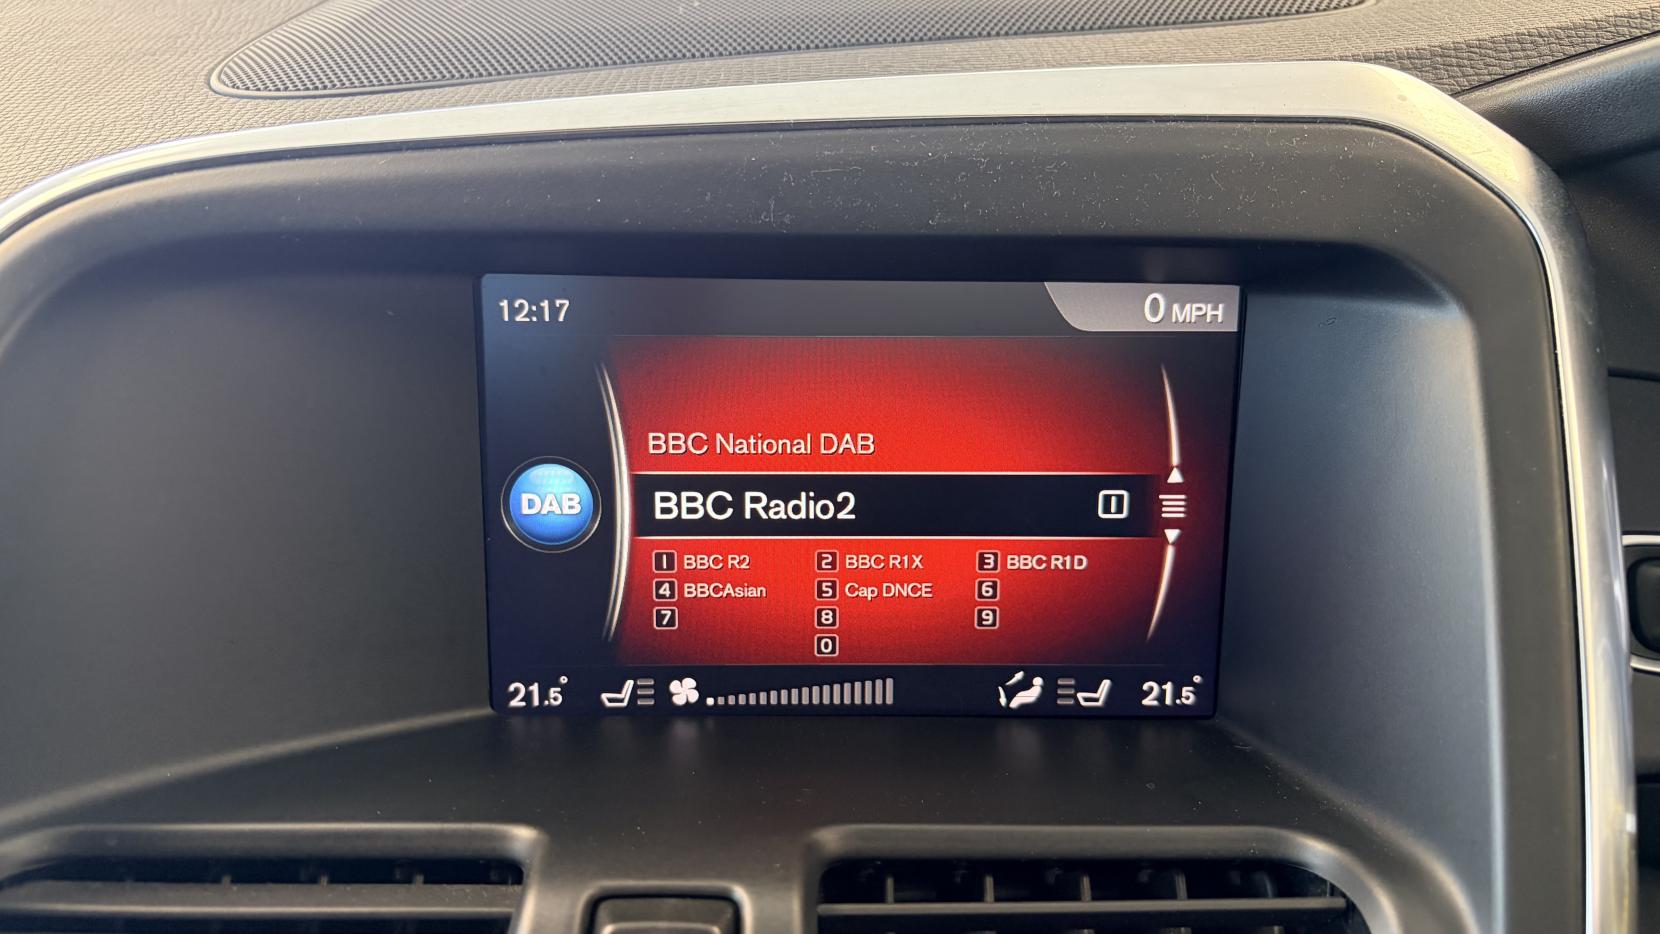 12:17 0 MPH
BBC National DAB
DAB BBC Radio2 1
1 BBC R2 2 BBC R1X 3 BBC R1D
4 BBCAsian 5 Cap DNCE 6
7 8 9
0
21.5° 21.5°